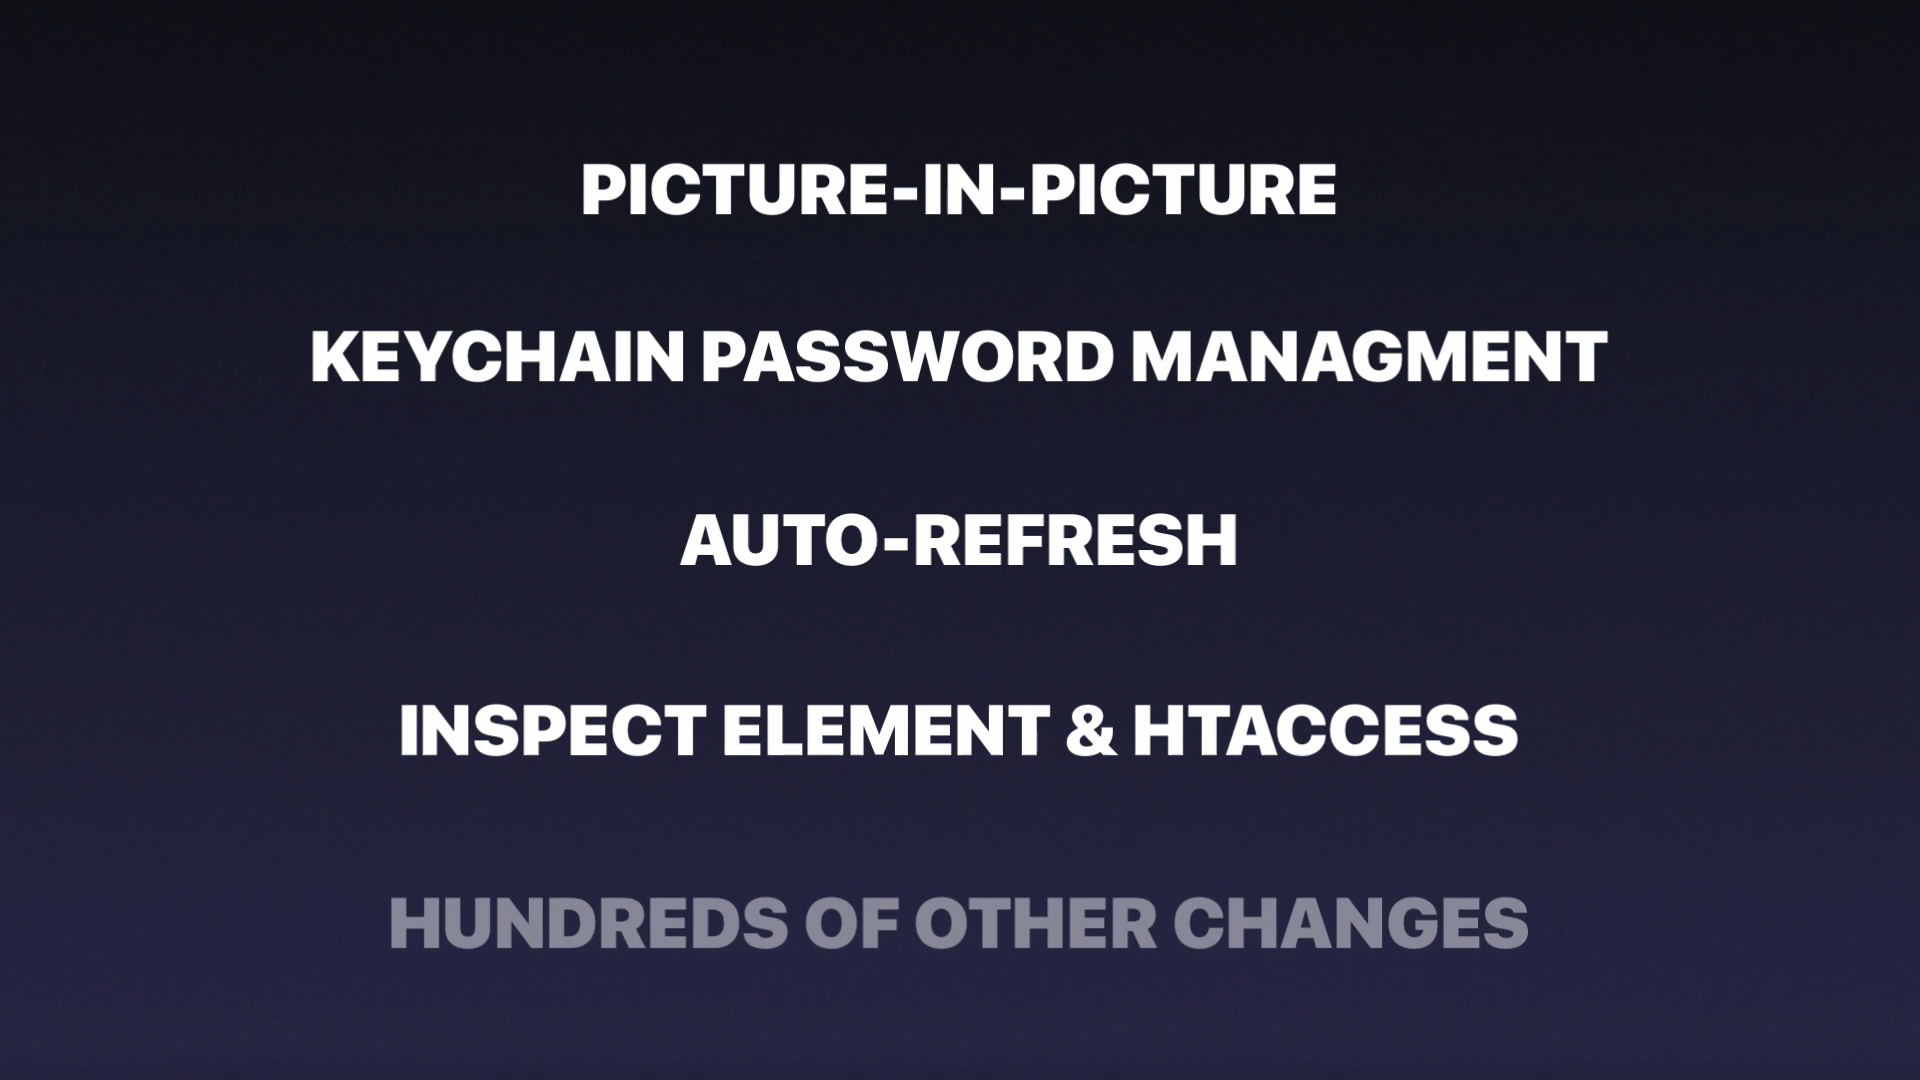 PICTURE-IN-PICTURE
KEYCHAIN PASSWORD MANAGMENT
AUTO-REFRESH
INSPECT ELEMENT & HTACCESS
HUNDREDS OF OTHER CHANGES